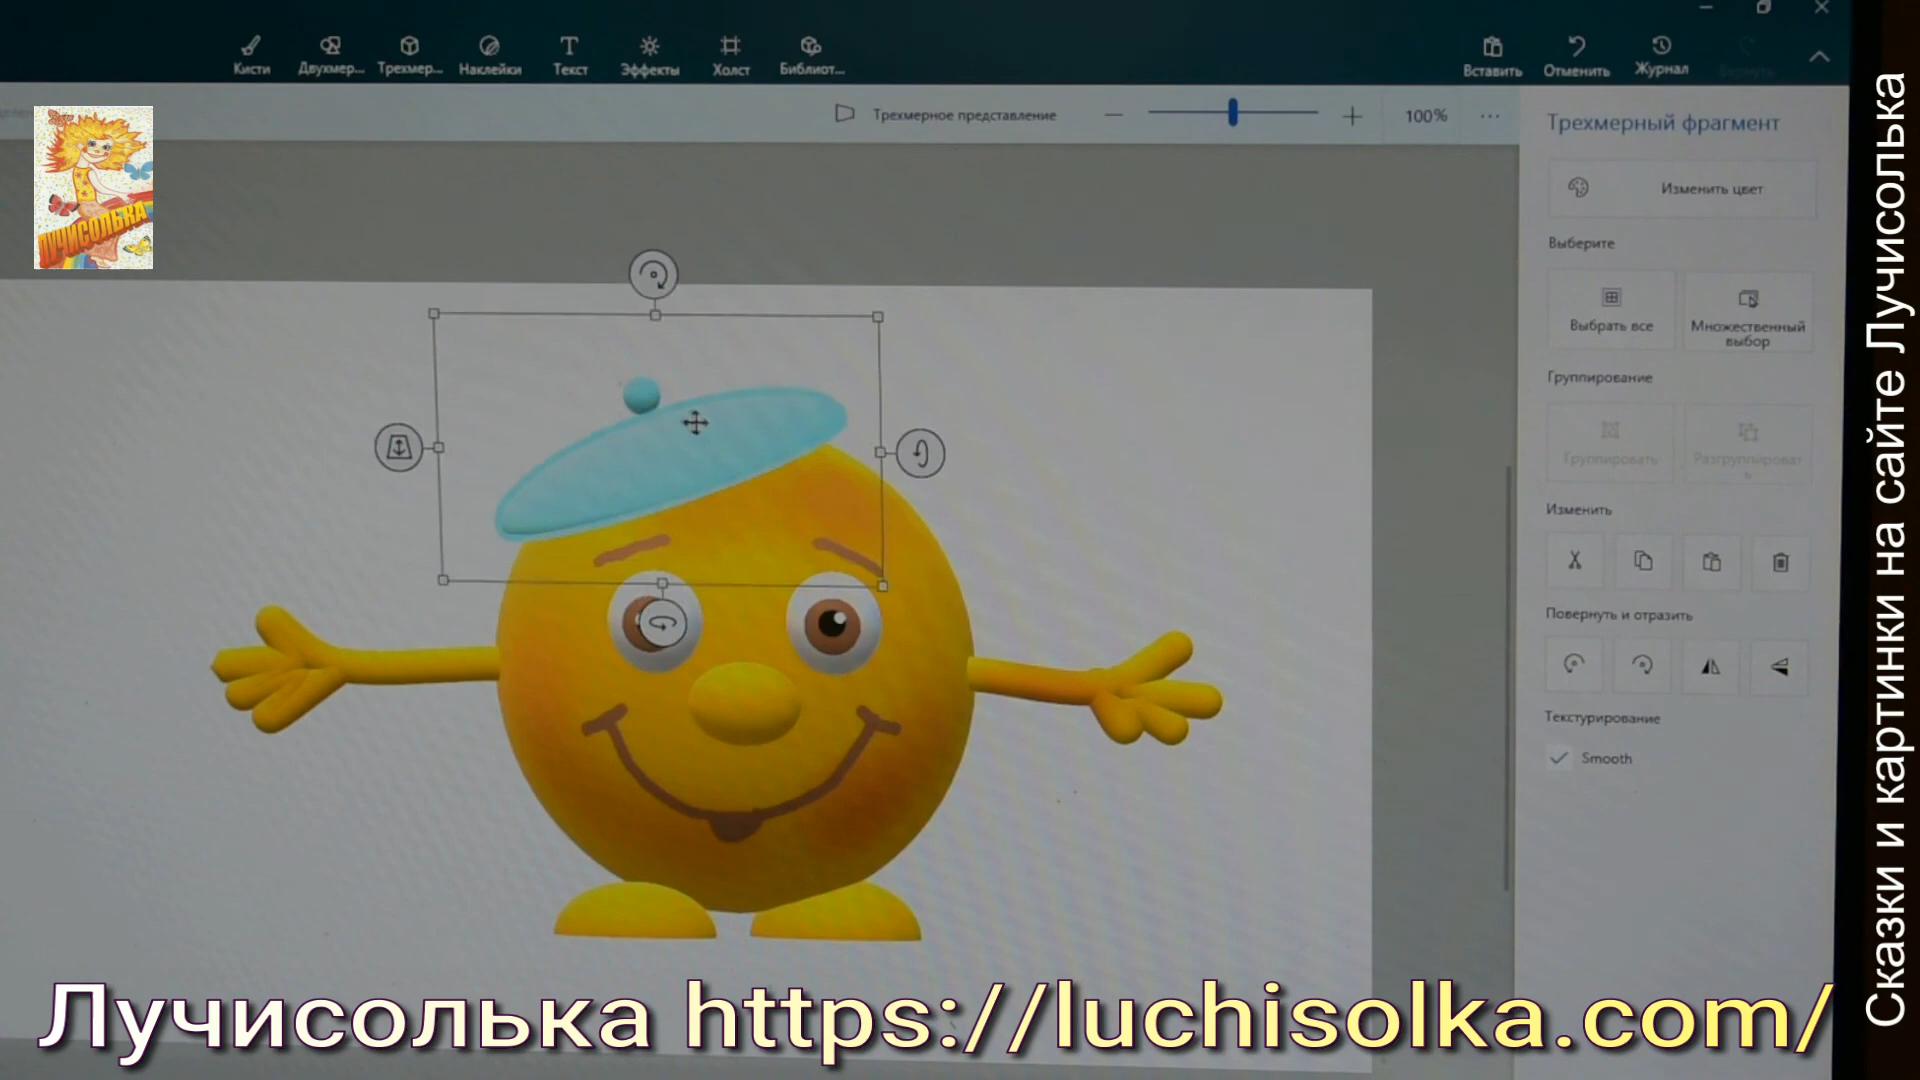 Кисти
Двухмер...
Трехмер...
Наклейки
Текст
Эффекты
Холст
Библиот...
Вставить
Отменить
Журнал
Трехмерное представление
100%
Трехмерный фрагмент
Изменить цвет
Выберите
Выбрать все
Множественный
выбор
Группирование
Группировать
Разгруппироват
ь
Изменить
Повернуть и отразить
Текстурирование
Smooth
ЛУЧИСОЛЬКА
Сказки и картинки на сайте Лучисолька
Лучисолька https://luchisolka.com/